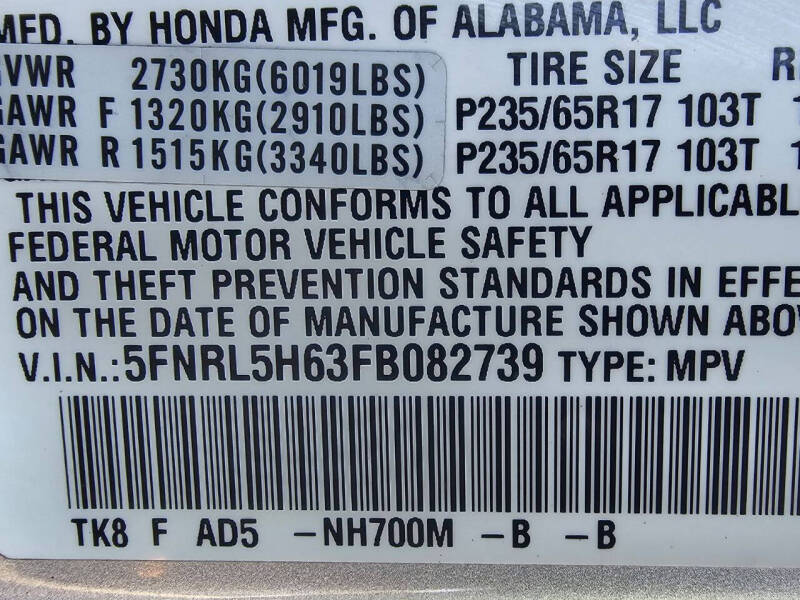 MFD. BY HONDA MFG. OF ALABAMA, LLC
GVWR 2730KG(6019LBS) TIRE SIZE
GAWR F 1320KG(2910LBS) P235/65R17 103T
GAWR R 1515KG(3340LBS) P235/65R17 103T
THIS VEHICLE CONFORMS TO ALL APPLICABL
FEDERAL MOTOR VEHICLE SAFETY
AND THEFT PREVENTION STANDARDS IN EFFE
ON THE DATE OF MANUFACTURE SHOWN ABO
V.I.N.:5FNRL5H63FB082739 TYPE: MPV
TK8 F AD5 -NH700M -B -B